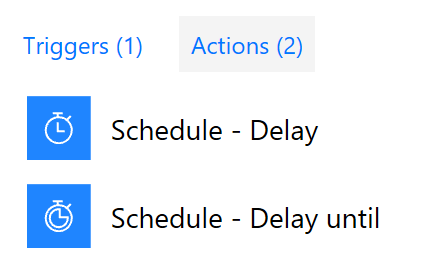 Triggers (1) Actions (2)
Schedule - Delay
Schedule - Delay until